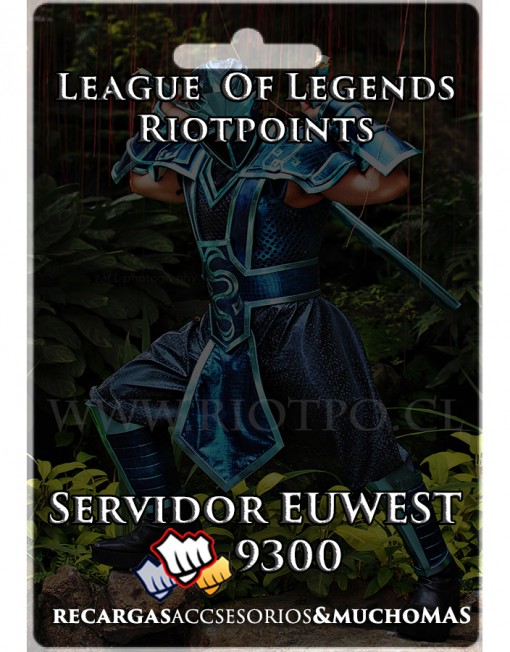 League Of Legends
Riotpoints
WWW.RIOTPO.CL
Servidor EUWEST
9300
RECARGASACCSESORIOS&MUCHOMAS